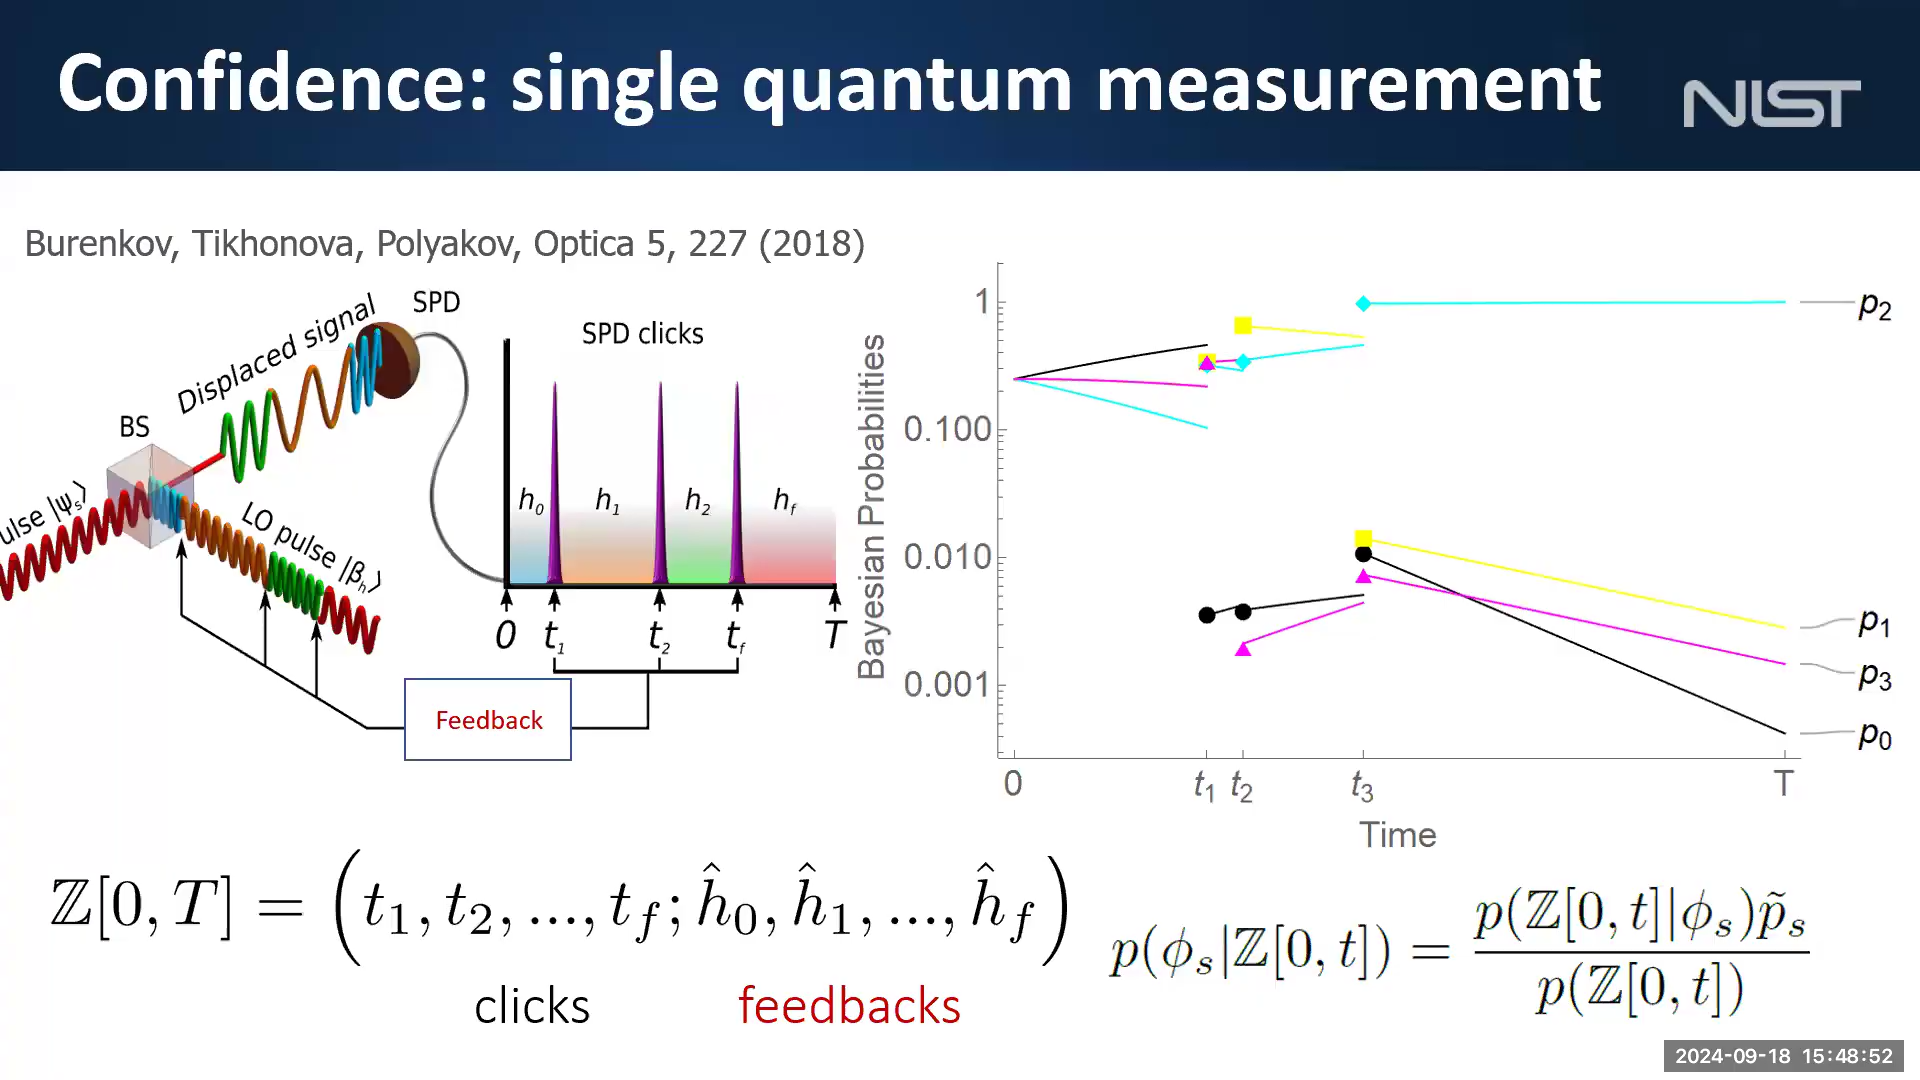 Confidence: single quantum measurement
NIST
Burenkov, Tikhonova, Polyakov, Optica 5, 227 (2018)
SPD
Displaced signal
BS
ulse |ψₛ⟩
LO pulse |βₕ⟩
SPD clicks
h₀ h₁ h₂ h_f
0 t₁ t₂ t_f T
Feedback
Bayesian Probabilities
1
0.100
0.010
0.001
p₂
p₁
p₃
p₀
0 t₁ t₂ t₃ T
Time
ℤ[0, T] = (t₁, t₂, ..., t_f; ĥ₀, ĥ₁, ..., ĥ_f)
clicks feedbacks
p(ϕₛ|ℤ[0, t]) = p(ℤ[0, t]|ϕₛ)p̃ₛ
p(ℤ[0, t])
2024-09-18 15:48:52